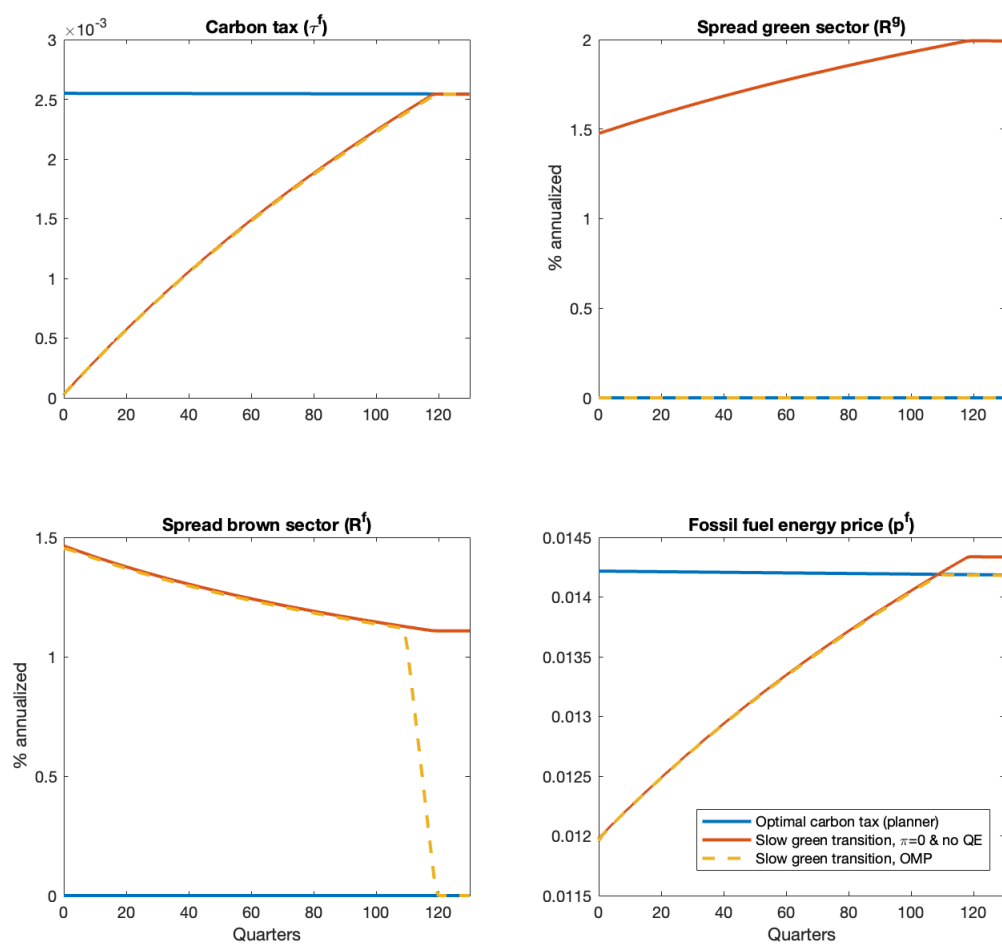 Carbon tax (τ^f)
×10^-3
3
2.5
2
1.5
1
0.5
0
0 20 40 60 80 100 120
Spread green sector (R^g)
2
1.5
1
0.5
0
% annualized
0 20 40 60 80 100 120
Spread brown sector (R^f)
1.5
1
0.5
0
% annualized
0 20 40 60 80 100 120
Quarters
Fossil fuel energy price (p^f)
0.0145
0.014
0.0135
0.013
0.0125
0.012
0.0115
Optimal carbon tax (planner)
Slow green transition, π=0 & no QE
Slow green transition, OMP
0 20 40 60 80 100 120
Quarters